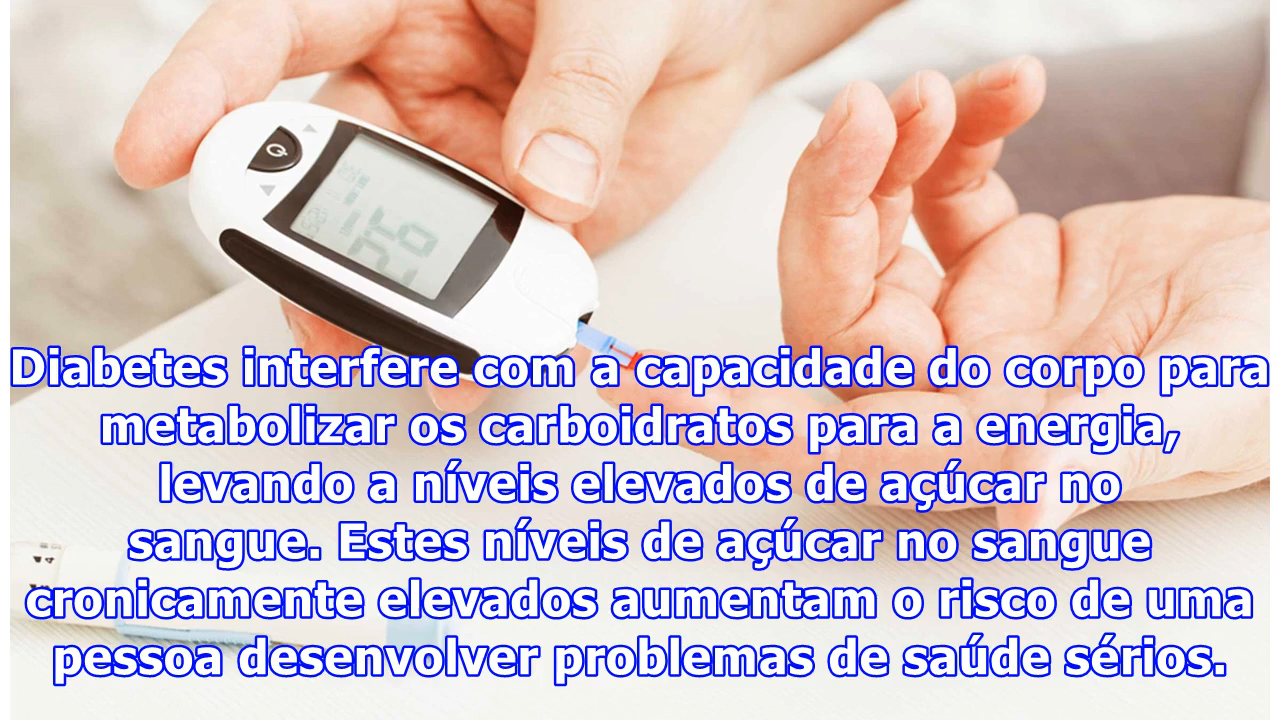 Diabetes interfere com a capacidade do corpo para
metabolizar os carboidratos para a energia,
levando a níveis elevados de açúcar no
sangue. Estes níveis de açúcar no sangue
cronicamente elevados aumentam o risco de uma
pessoa desenvolver problemas de saúde sérios.